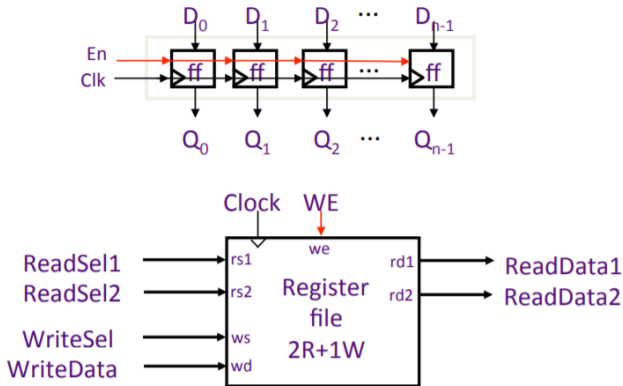 D₀ D₁ D₂ ··· Dₙ₋₁
En
Clk
ff ff ff ··· ff
Q₀ Q₁ Q₂ ··· Qₙ₋₁
Clock WE
we
ReadSel1 rs1 rd1 ReadData1
ReadSel2 rs2 rd2 ReadData2
Register
file
2R+1W
WriteSel ws
WriteData wd